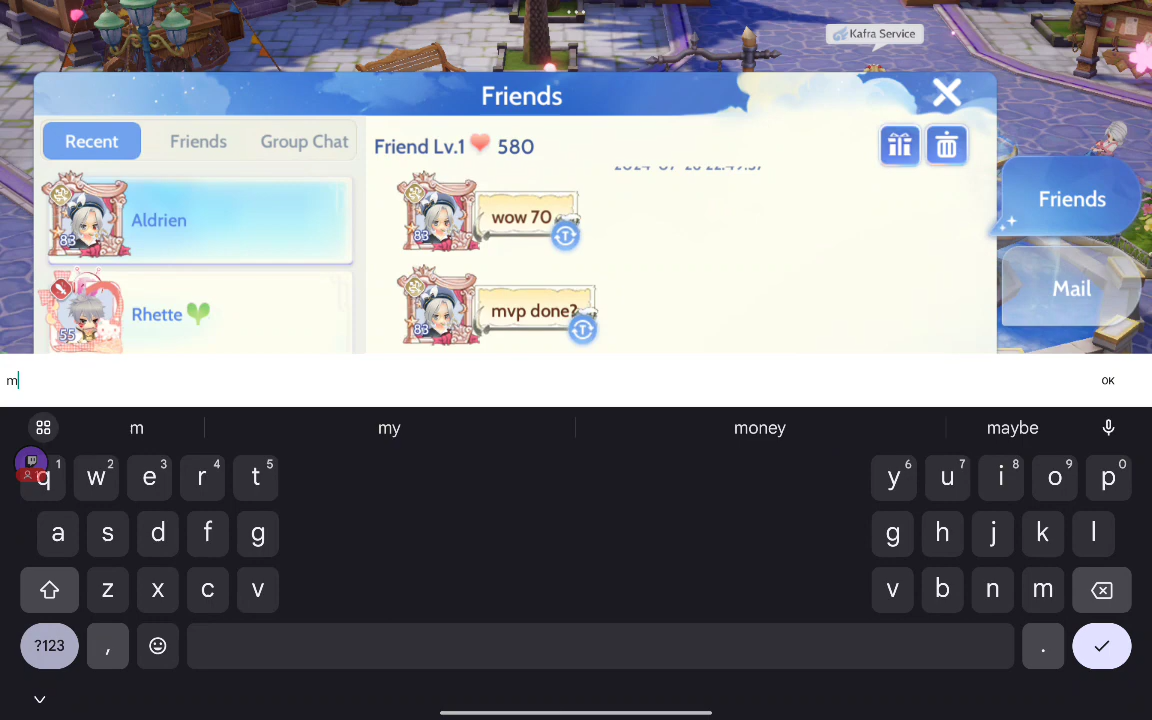 Kafra Service
Friends
Recent Friends Group Chat
Friend Lv.1 580
Friends
Mail
Aldrien
83
Rhette
55
wow 70
83
T
mvp done?
83
T
m
OK
m my money maybe
q 1 w 2 e 3 r 4 t 5 y 6 u 7 i 8 o 9 p 0
a s d f g g h j k l
z x c v v b n m
?123 , .